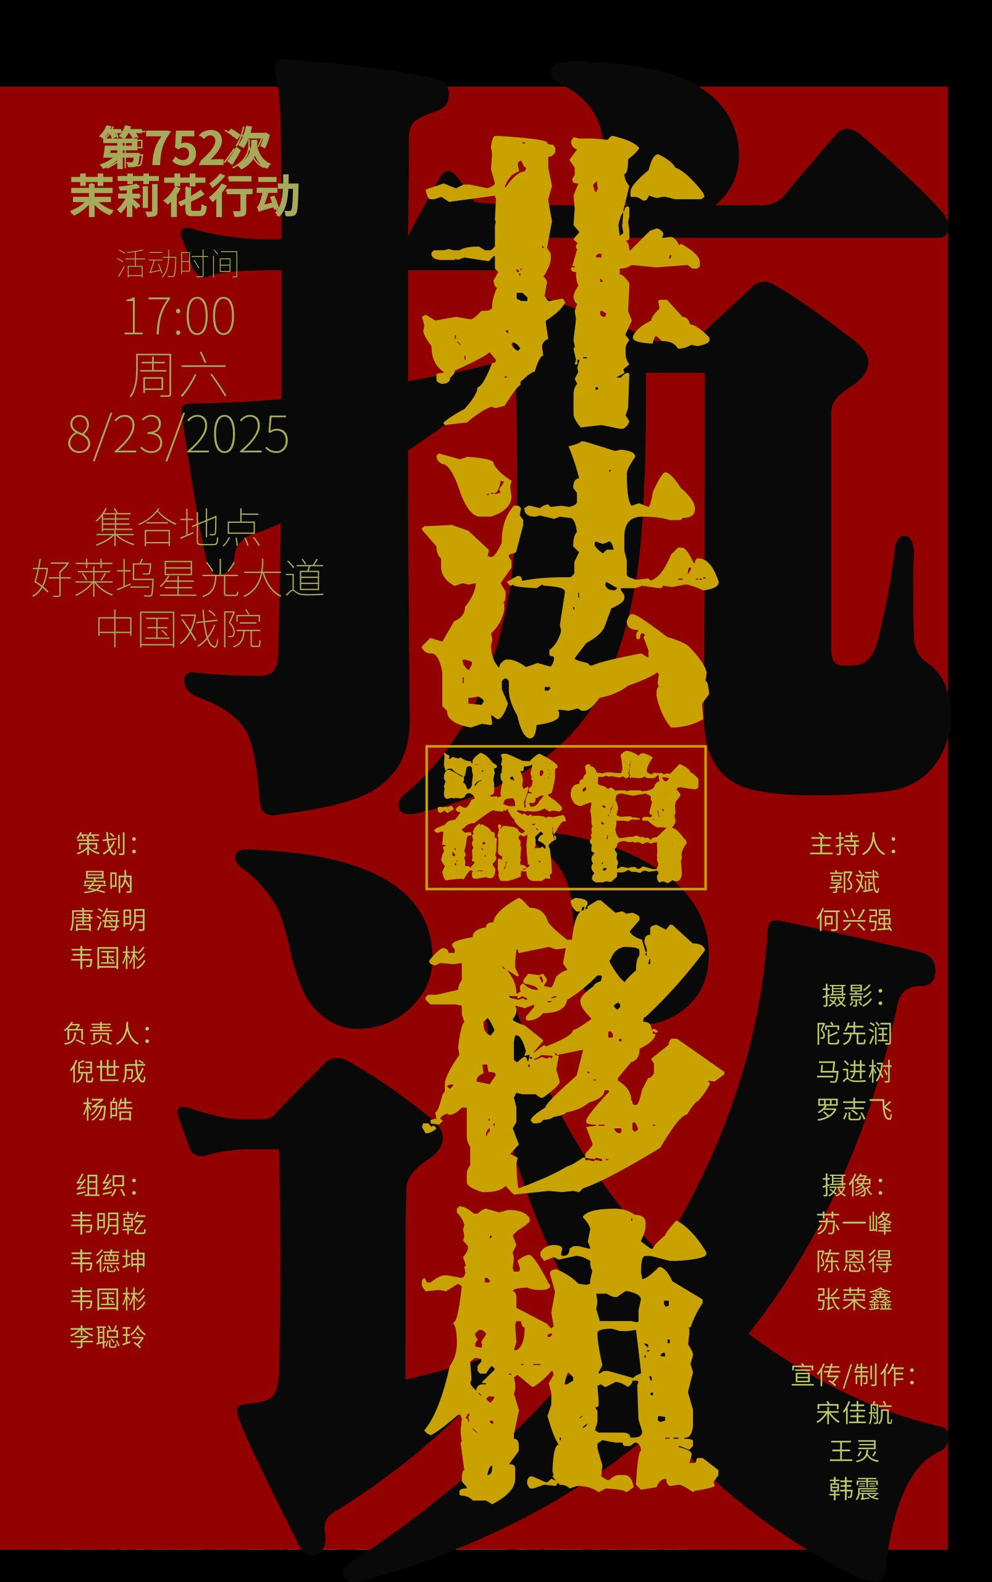 抗议
非法
器官
移植
第752次
茉莉花行动
活动时间
17:00
周六
8/23/2025
集合地点
好莱坞星光大道
中国戏院
策划：
晏呐
唐海明
韦国彬
负责人：
倪世成
杨皓
组织：
韦明乾
韦德坤
韦国彬
李聪玲
主持人：
郭斌
何兴强
摄影：
陀先润
马进树
罗志飞
摄像：
苏一峰
陈恩得
张荣鑫
宣传/制作：
宋佳航
王灵
韩震